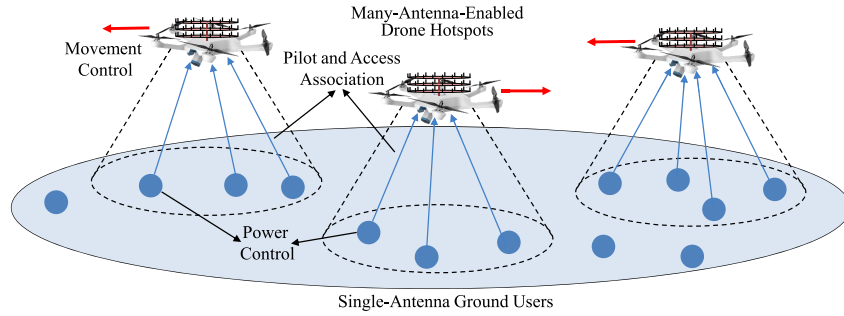 Many-Antenna-Enabled
Drone Hotspots
Movement
Control
Pilot and Access
Association
Power
Control
Single-Antenna Ground Users